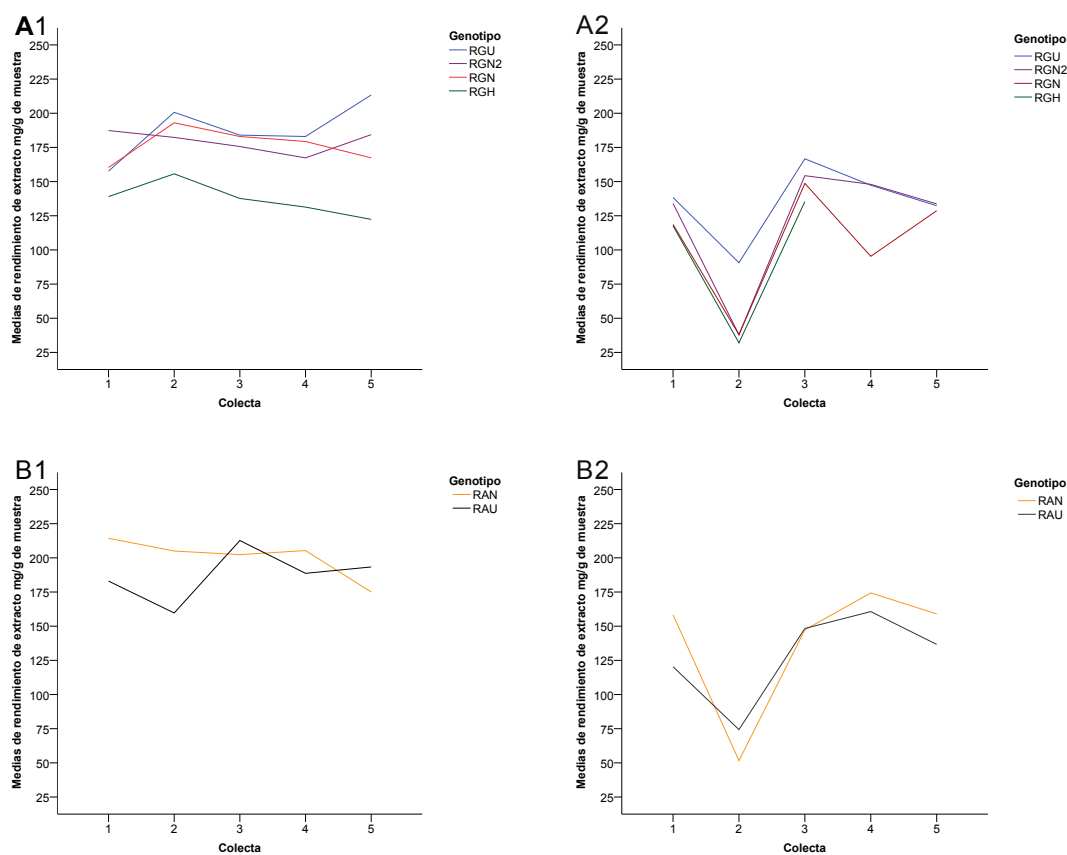 A1
Genotipo
RGU
RGN2
RGN
RGH
Medias de rendimiento de extracto mg/g de muestra
250
225
200
175
150
125
100
75
50
25
1 2 3 4 5
Colecta
A2
Genotipo
RGU
RGN2
RGN
RGH
Medias de rendimiento de extracto mg/g de muestra
250
225
200
175
150
125
100
75
50
25
1 2 3 4 5
Colecta
B1
Genotipo
RAN
RAU
Medias de rendimiento de extracto mg/g de muestra
250
225
200
175
150
125
100
75
50
25
1 2 3 4 5
Colecta
B2
Genotipo
RAN
RAU
Medias de rendimiento de extracto mg/g de muestra
250
225
200
175
150
125
100
75
50
25
1 2 3 4 5
Colecta